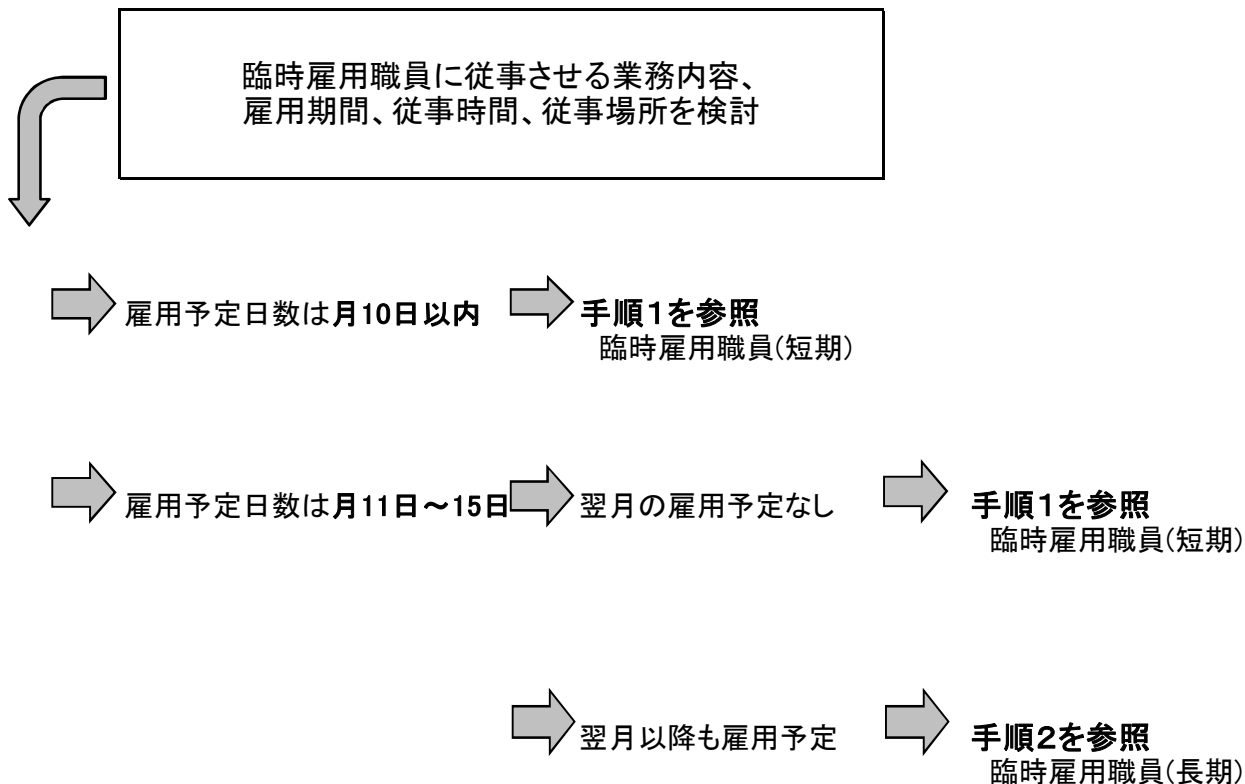 臨時雇用職員に従事させる業務内容、
雇用期間、従事時間、従事場所を検討
雇用予定日数は月10日以内
手順1を参照
臨時雇用職員(短期)
雇用予定日数は月11日～15日
翌月の雇用予定なし
手順1を参照
臨時雇用職員(短期)
翌月以降も雇用予定
手順2を参照
臨時雇用職員(長期)